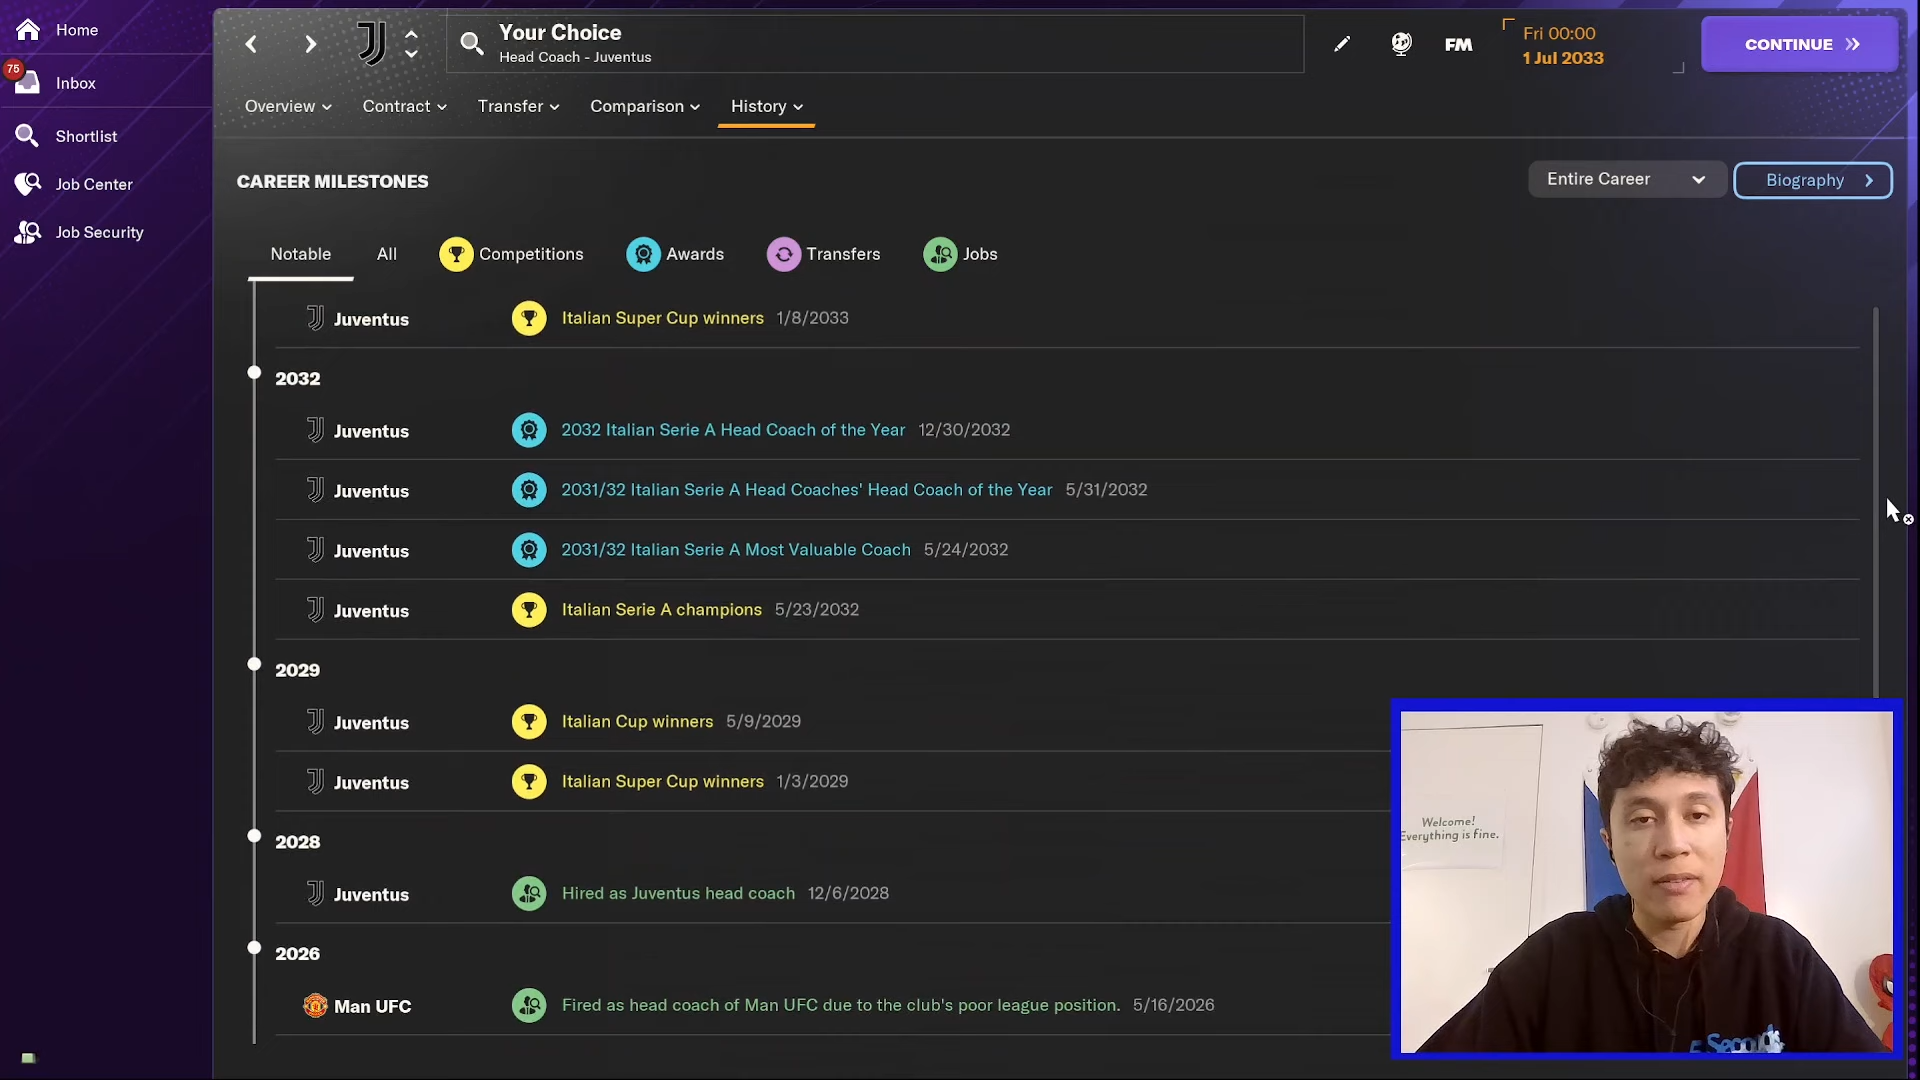 Home
75
Inbox
Shortlist
Job Center
Job Security
Your Choice
Head Coach - Juventus
FM
Fri 00:00
1 Jul 2033
CONTINUE
Overview
Contract
Transfer
Comparison
History
CAREER MILESTONES
Entire Career
Biography
Notable
All
Competitions
Awards
Transfers
Jobs
Juventus Italian Super Cup winners 1/8/2033
2032
Juventus 2032 Italian Serie A Head Coach of the Year 12/30/2032
Juventus 2031/32 Italian Serie A Head Coaches' Head Coach of the Year 5/31/2032
Juventus 2031/32 Italian Serie A Most Valuable Coach 5/24/2032
Juventus Italian Serie A champions 5/23/2032
2029
Juventus Italian Cup winners 5/9/2029
Juventus Italian Super Cup winners 1/3/2029
2028
Juventus Hired as Juventus head coach 12/6/2028
2026
Man UFC Fired as head coach of Man UFC due to the club's poor league position. 5/16/2026
Welcome!
Everything is fine.